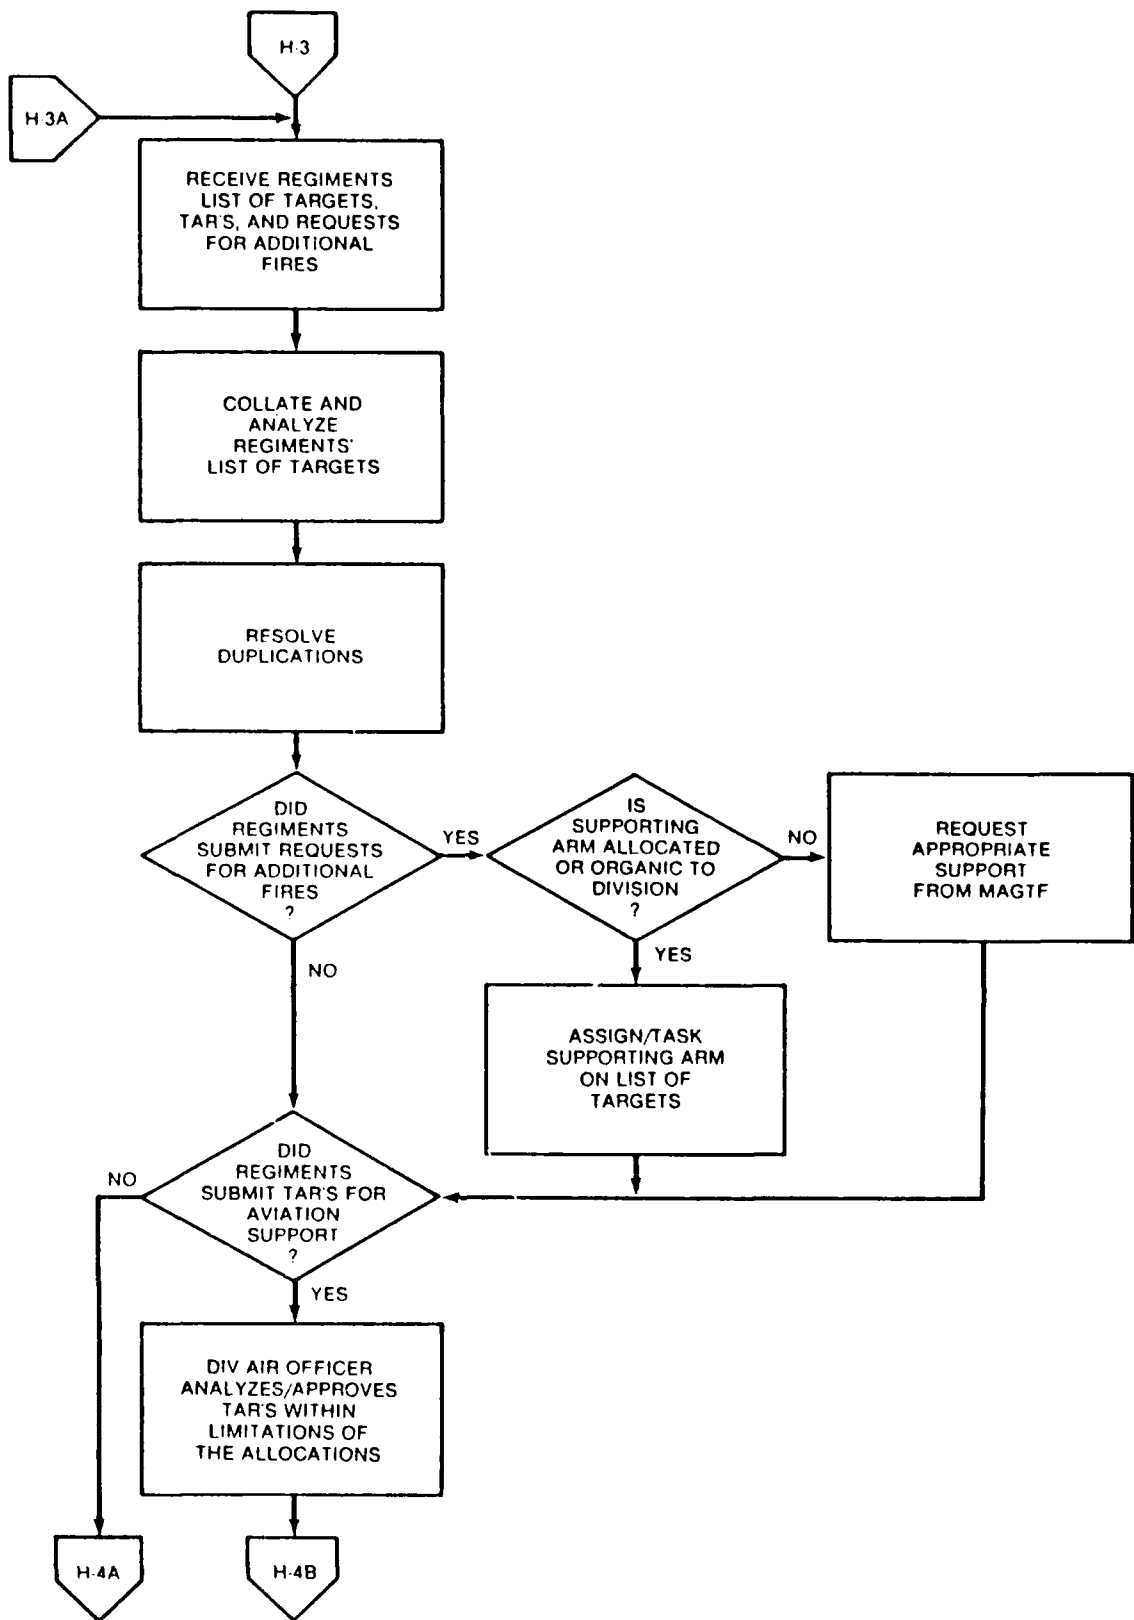 H-3
H-3A
RECEIVE REGIMENTS
LIST OF TARGETS,
TAR'S, AND REQUESTS
FOR ADDITIONAL
FIRES
COLLATE AND
ANALYZE
REGIMENTS'
LIST OF TARGETS
RESOLVE
DUPLICATIONS
DID
REGIMENTS
SUBMIT REQUESTS
FOR ADDITIONAL
FIRES
?
YES
IS
SUPPORTING
ARM ALLOCATED
OR ORGANIC TO
DIVISION
?
NO
REQUEST
APPROPRIATE
SUPPORT
FROM MAGTF
NO
YES
ASSIGN/TASK
SUPPORTING ARM
ON LIST OF
TARGETS
NO
DID
REGIMENTS
SUBMIT TAR'S FOR
AVIATION
SUPPORT
?
YES
DIV AIR OFFICER
ANALYZES/APPROVES
TAR'S WITHIN
LIMITATIONS OF
THE ALLOCATIONS
H-4A
H-4B